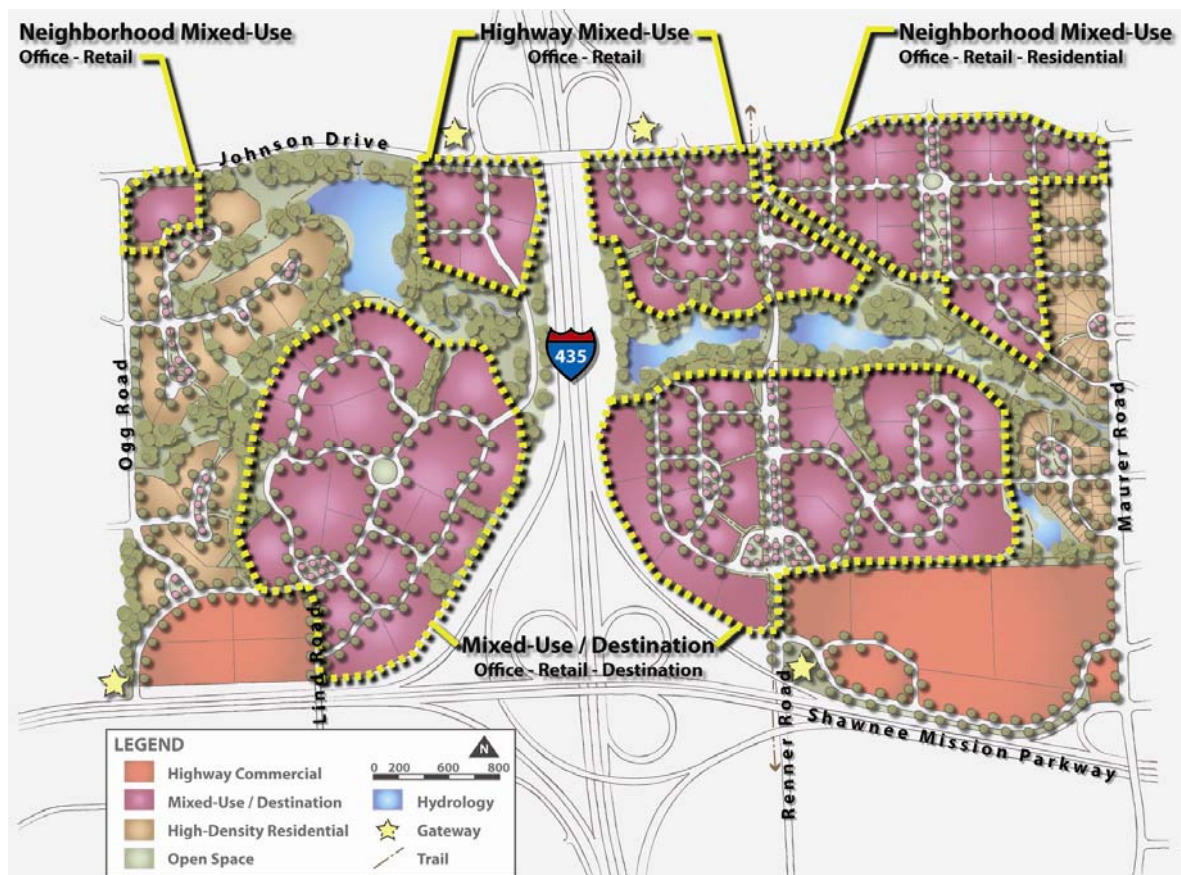 Neighborhood Mixed-Use
Office - Retail
Highway Mixed-Use
Office - Retail
Neighborhood Mixed-Use
Office - Retail - Residential
Johnson Drive
435
Ogg Road
Maurer Road
Lind Road
Mixed-Use / Destination
Office - Retail - Destination
Renner Road
Shawnee Mission Parkway
LEGEND
N
Highway Commercial
0 200 400 800
Mixed-Use / Destination
Hydrology
High-Density Residential
Gateway
Open Space
Trail